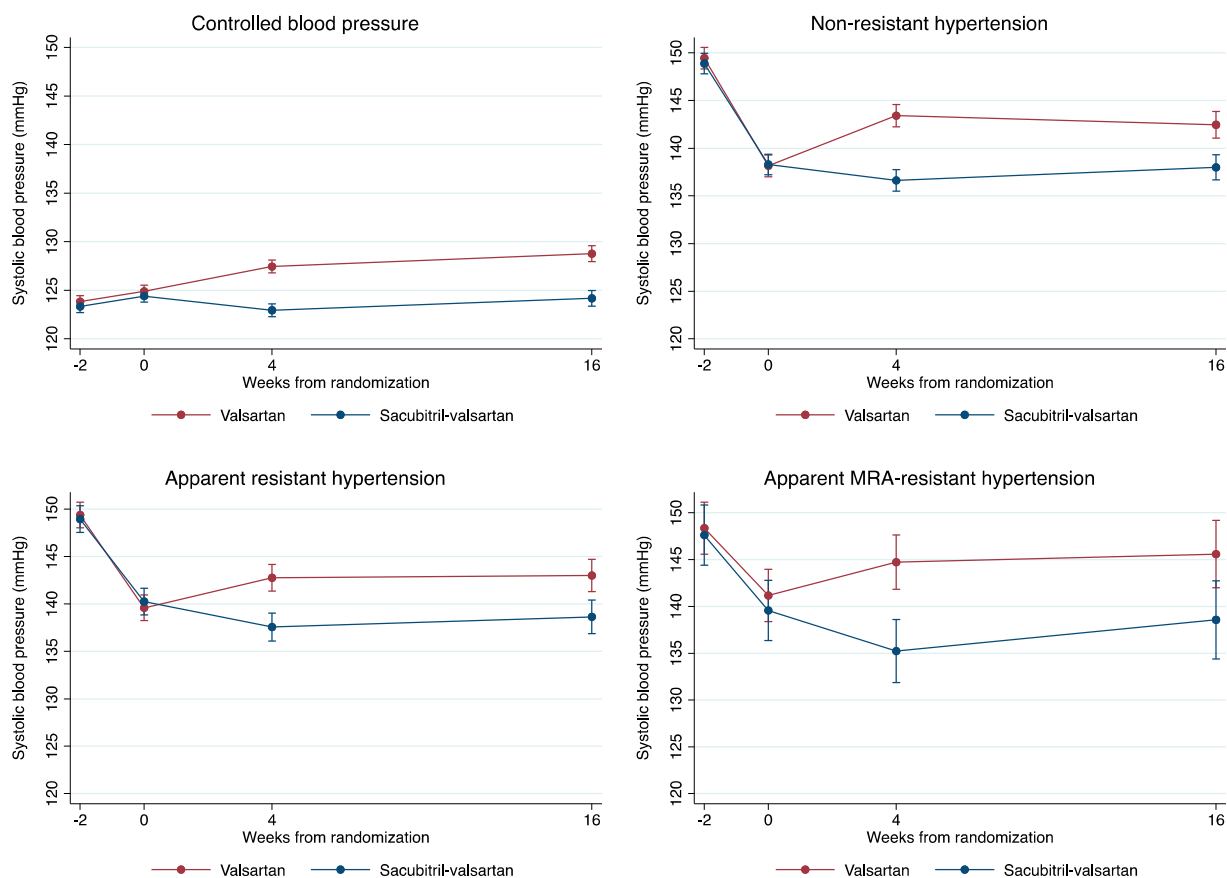 Controlled blood pressure
Systolic blood pressure (mmHg)
150
145
140
135
130
125
120
-2 0 4 16
Weeks from randomization
Valsartan Sacubitril-valsartan
Non-resistant hypertension
Systolic blood pressure (mmHg)
150
145
140
135
130
125
120
-2 0 4 16
Weeks from randomization
Valsartan Sacubitril-valsartan
Apparent resistant hypertension
Systolic blood pressure (mmHg)
150
145
140
135
130
125
120
-2 0 4 16
Weeks from randomization
Valsartan Sacubitril-valsartan
Apparent MRA-resistant hypertension
Systolic blood pressure (mmHg)
150
145
140
135
130
125
120
-2 0 4 16
Weeks from randomization
Valsartan Sacubitril-valsartan